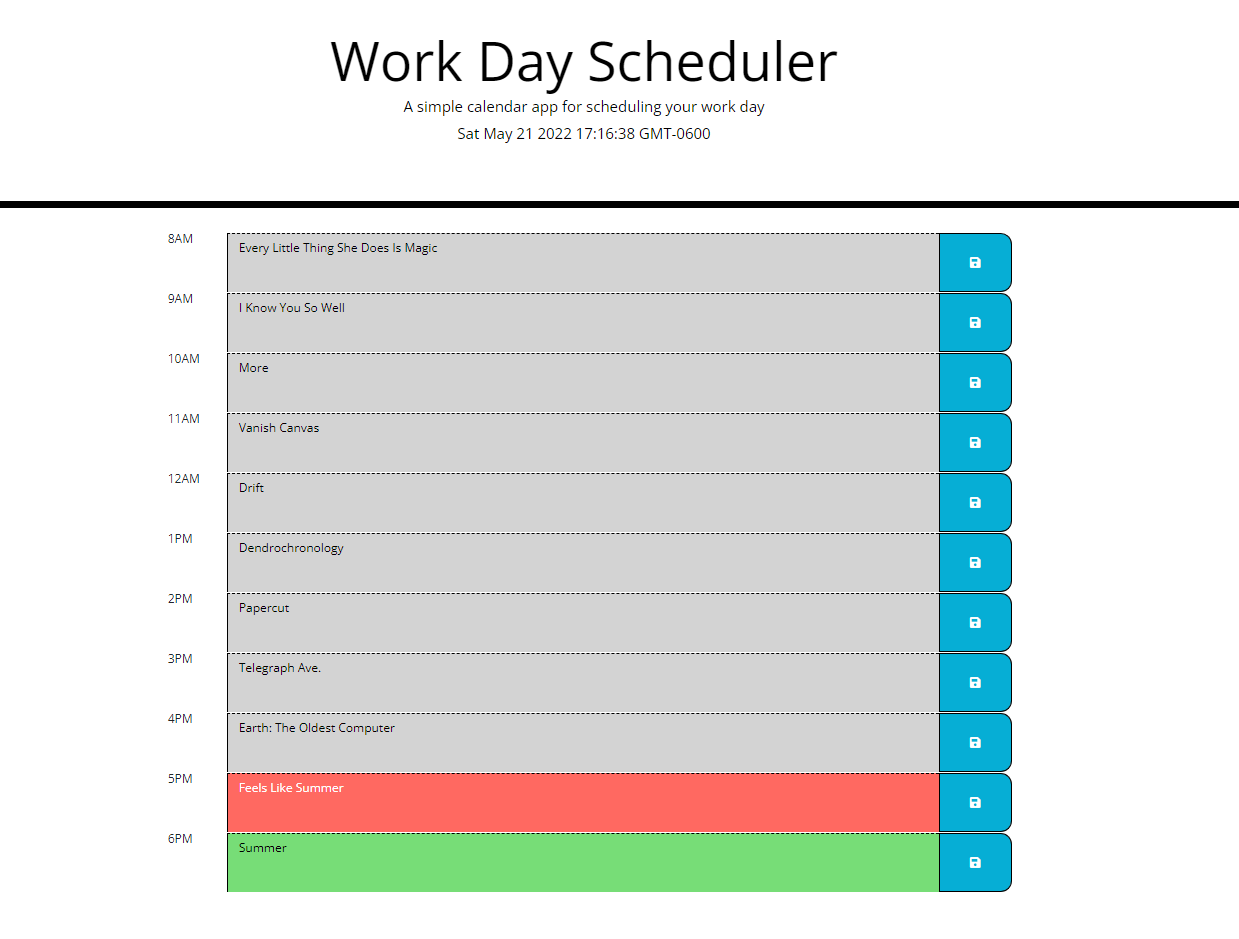 Work Day Scheduler
A simple calendar app for scheduling your work day
Sat May 21 2022 17:16:38 GMT-0600
8AM Every Little Thing She Does Is Magic
9AM I Know You So Well
10AM More
11AM Vanish Canvas
12AM Drift
1PM Dendrochronology
2PM Papercut
3PM Telegraph Ave.
4PM Earth: The Oldest Computer
5PM Feels Like Summer
6PM Summer